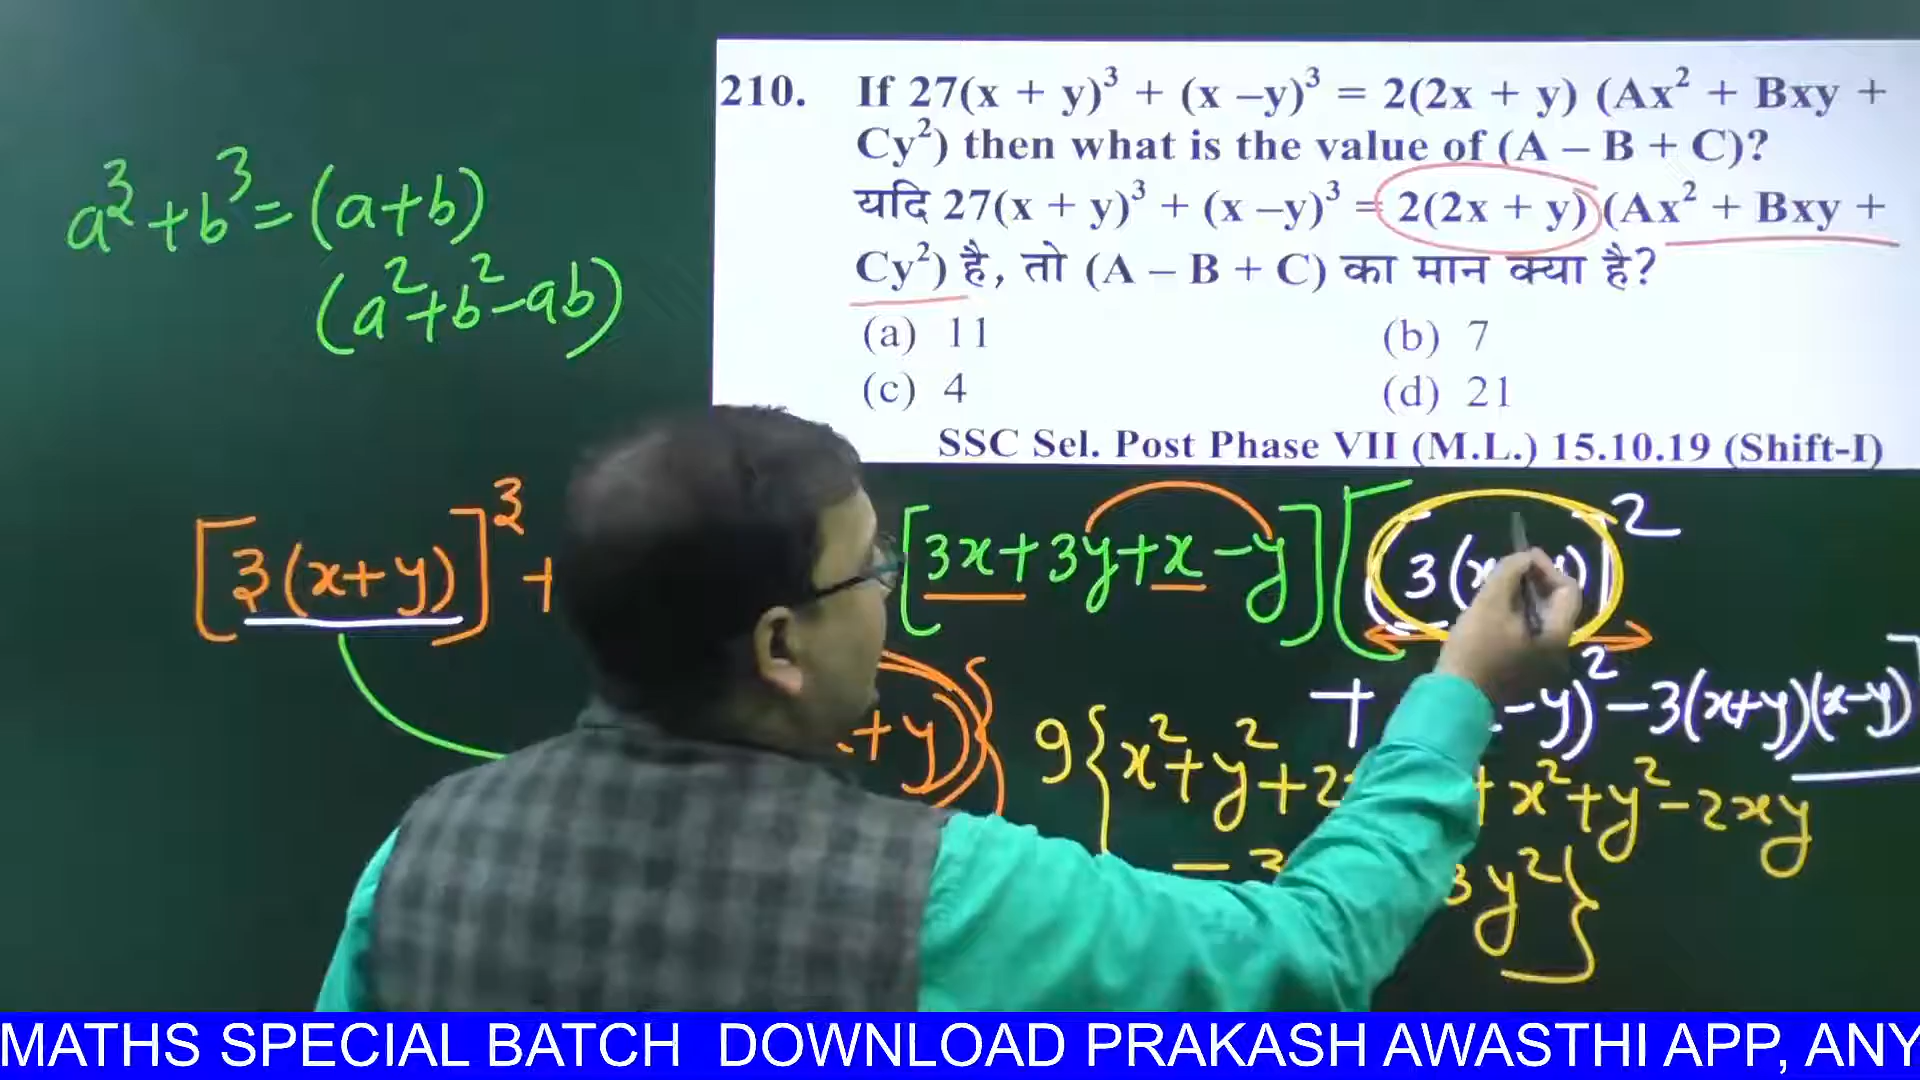 210. If 27(x + y)³ + (x –y)³ = 2(2x + y) (Ax² + Bxy +
Cy²) then what is the value of (A – B + C)?
यदि 27(x + y)³ + (x –y)³ = 2(2x + y) (Ax² + Bxy +
Cy²) है, तो (A – B + C) का मान क्या है?
(a) 11 (b) 7
(c) 4 (d) 21
SSC Sel. Post Phase VII (M.L.) 15.10.19 (Shift-I)
a³+b³=(a+b)
(a²+b²-ab)
[3(x+y)]³+
[3x+3y+x-y][(3( )]²
+ -y)²-3(x+y)(x-y)]
+y)}
9{x²+y²+2 +x²+y²-2xy
-3 3y²}
MATHS SPECIAL BATCH DOWNLOAD PRAKASH AWASTHI APP, ANY